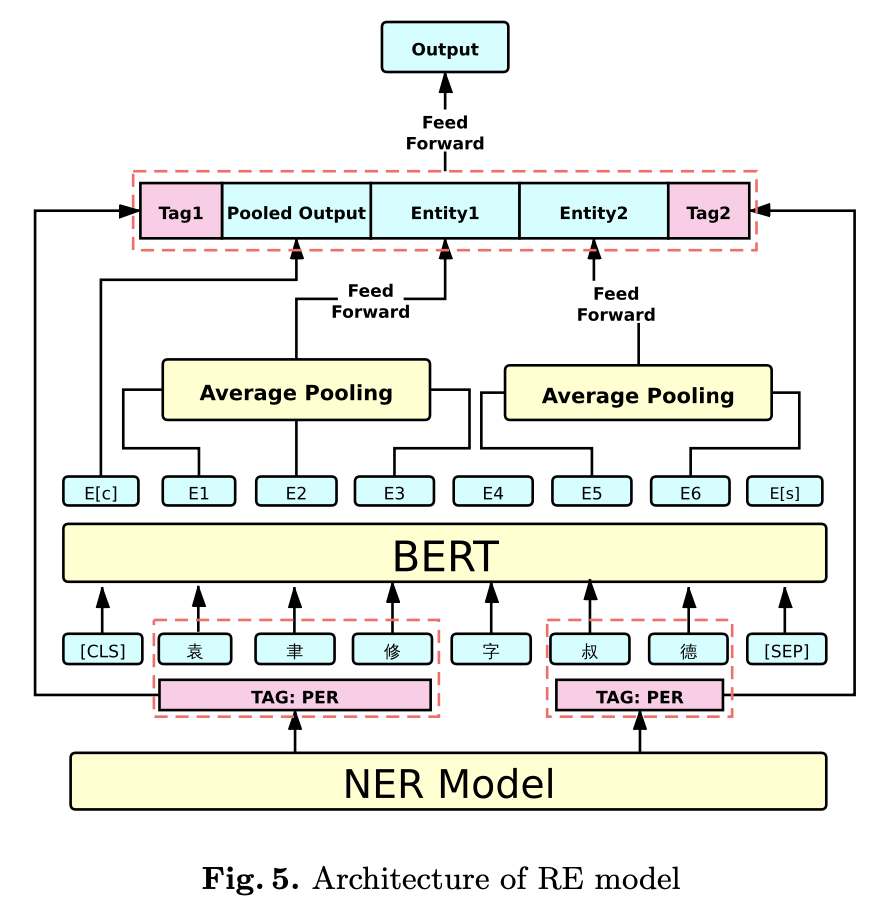 Output
Feed
Forward
Tag1 Pooled Output Entity1 Entity2 Tag2
Feed
Forward
Feed
Forward
Average Pooling
Average Pooling
E[c] E1 E2 E3 E4 E5 E6 E[s]
BERT
[CLS] 袁 聿 修 字 叔 德 [SEP]
TAG: PER TAG: PER
NER Model
Fig. 5. Architecture of RE model